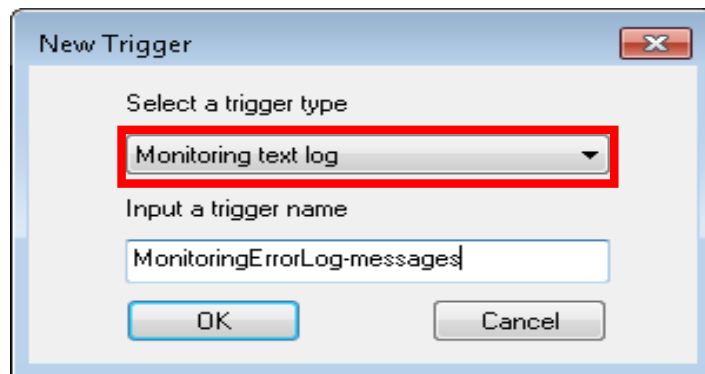 New Trigger
Select a trigger type
Monitoring text log
Input a trigger name
MonitoringErrorLog-messages
OK Cancel